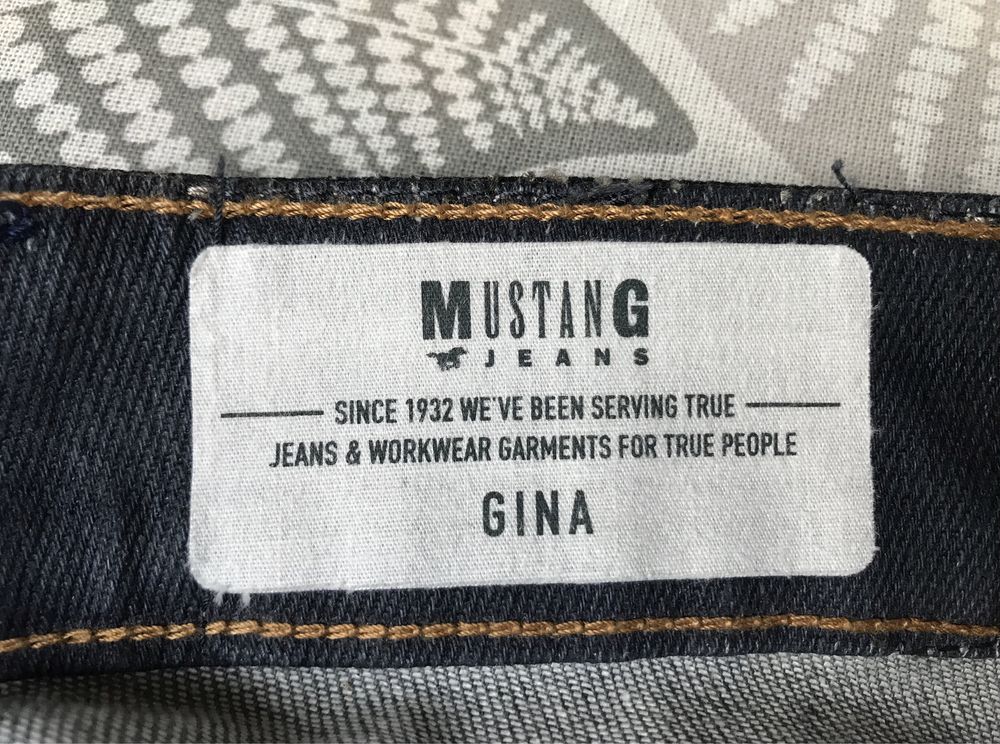 MUSTANG
JEANS
SINCE 1932 WE'VE BEEN SERVING TRUE
JEANS & WORKWEAR GARMENTS FOR TRUE PEOPLE
GINA